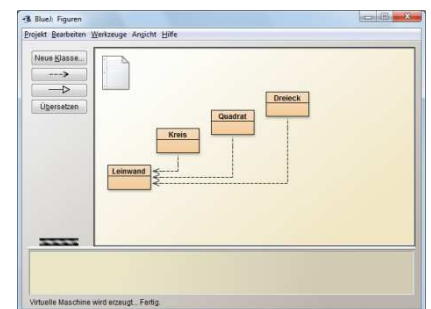 BlueJ: Figuren
Projekt Bearbeiten Werkzeuge Ansicht Hilfe
Neue Klasse...
Übersetzen
Dreieck
Quadrat
Kreis
Leinwand
Virtuelle Maschine wird erzeugt... Fertig.